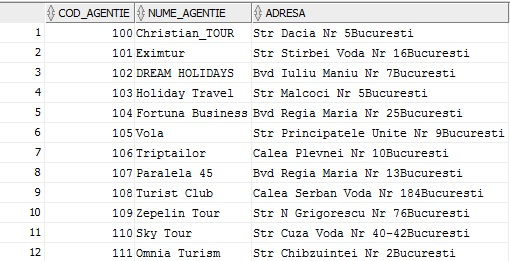 COD_AGENTIE NUME_AGENTIE ADRESA
1 100 Christian_TOUR Str Dacia Nr 5Bucuresti
2 101 Eximtur Str Stirbei Voda Nr 16Bucuresti
3 102 DREAM HOLIDAYS Bvd Iuliu Maniu Nr 7Bucuresti
4 103 Holiday Travel Str Malcoci Nr 5Bucuresti
5 104 Fortuna Business Bvd Regia Maria Nr 25Bucuresti
6 105 Vola Str Principatele Unite Nr 9Bucuresti
7 106 Triptailor Calea Plevnei Nr 10Bucuresti
8 107 Paralela 45 Bvd Regia Maria Nr 13Bucuresti
9 108 Turist Club Calea Serban Voda Nr 184Bucuresti
10 109 Zepelin Tour Str N Grigorescu Nr 76Bucuresti
11 110 Sky Tour Str Cuza Voda Nr 40-42Bucuresti
12 111 Omnia Turism Str Chibzuintei Nr 2Bucuresti